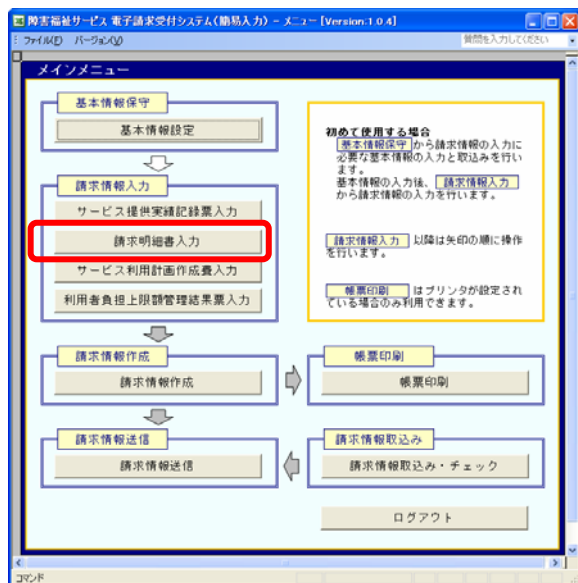 障害福祉サービス 電子請求受付システム(簡易入力) - メニュー [Version:1.0.4]
ファイル(F) バージョン(V)
質問を入力してください
メインメニュー
基本情報保守
基本情報設定
請求情報入力
サービス提供実績記録票入力
請求明細書入力
サービス利用計画作成費入力
利用者負担上限額管理結果票入力
初めて使用する場合
基本情報保守 から請求情報の入力に
必要な基本情報の入力と取込みを行い
ます。
基本情報の入力後、 請求情報入力
から請求情報の入力を行います。
請求情報入力 以降は矢印の順に操作
を行います。
帳票印刷 はプリンタが設定され
ている場合のみ利用できます。
請求情報作成
請求情報作成
帳票印刷
帳票印刷
請求情報送信
請求情報送信
請求情報取込み
請求情報取込み・チェック
ログアウト
コマンド